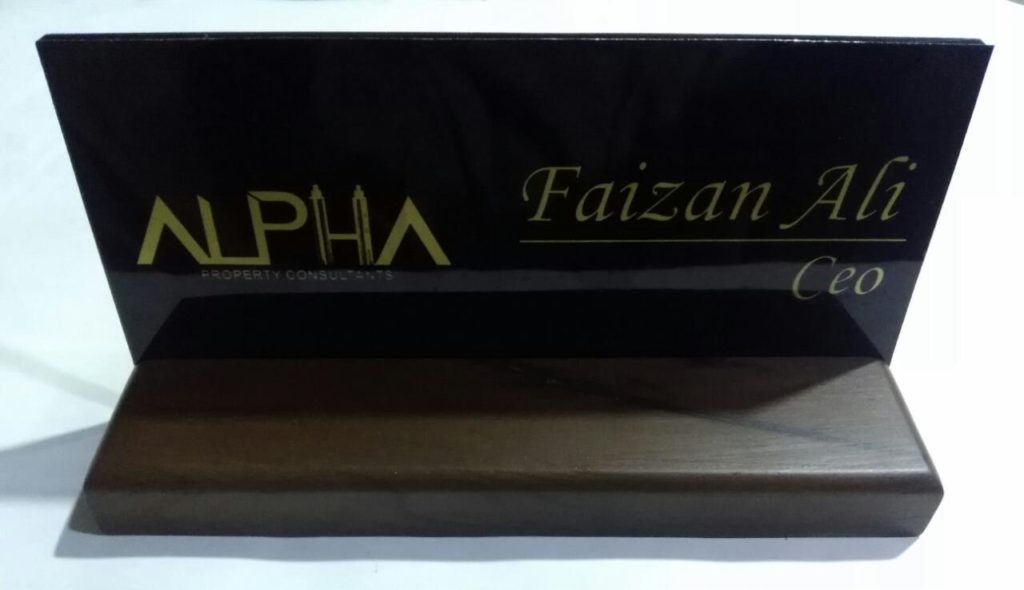 ALPHA
PROPERTY CONSULTANTS
Faizan Ali
Ceo